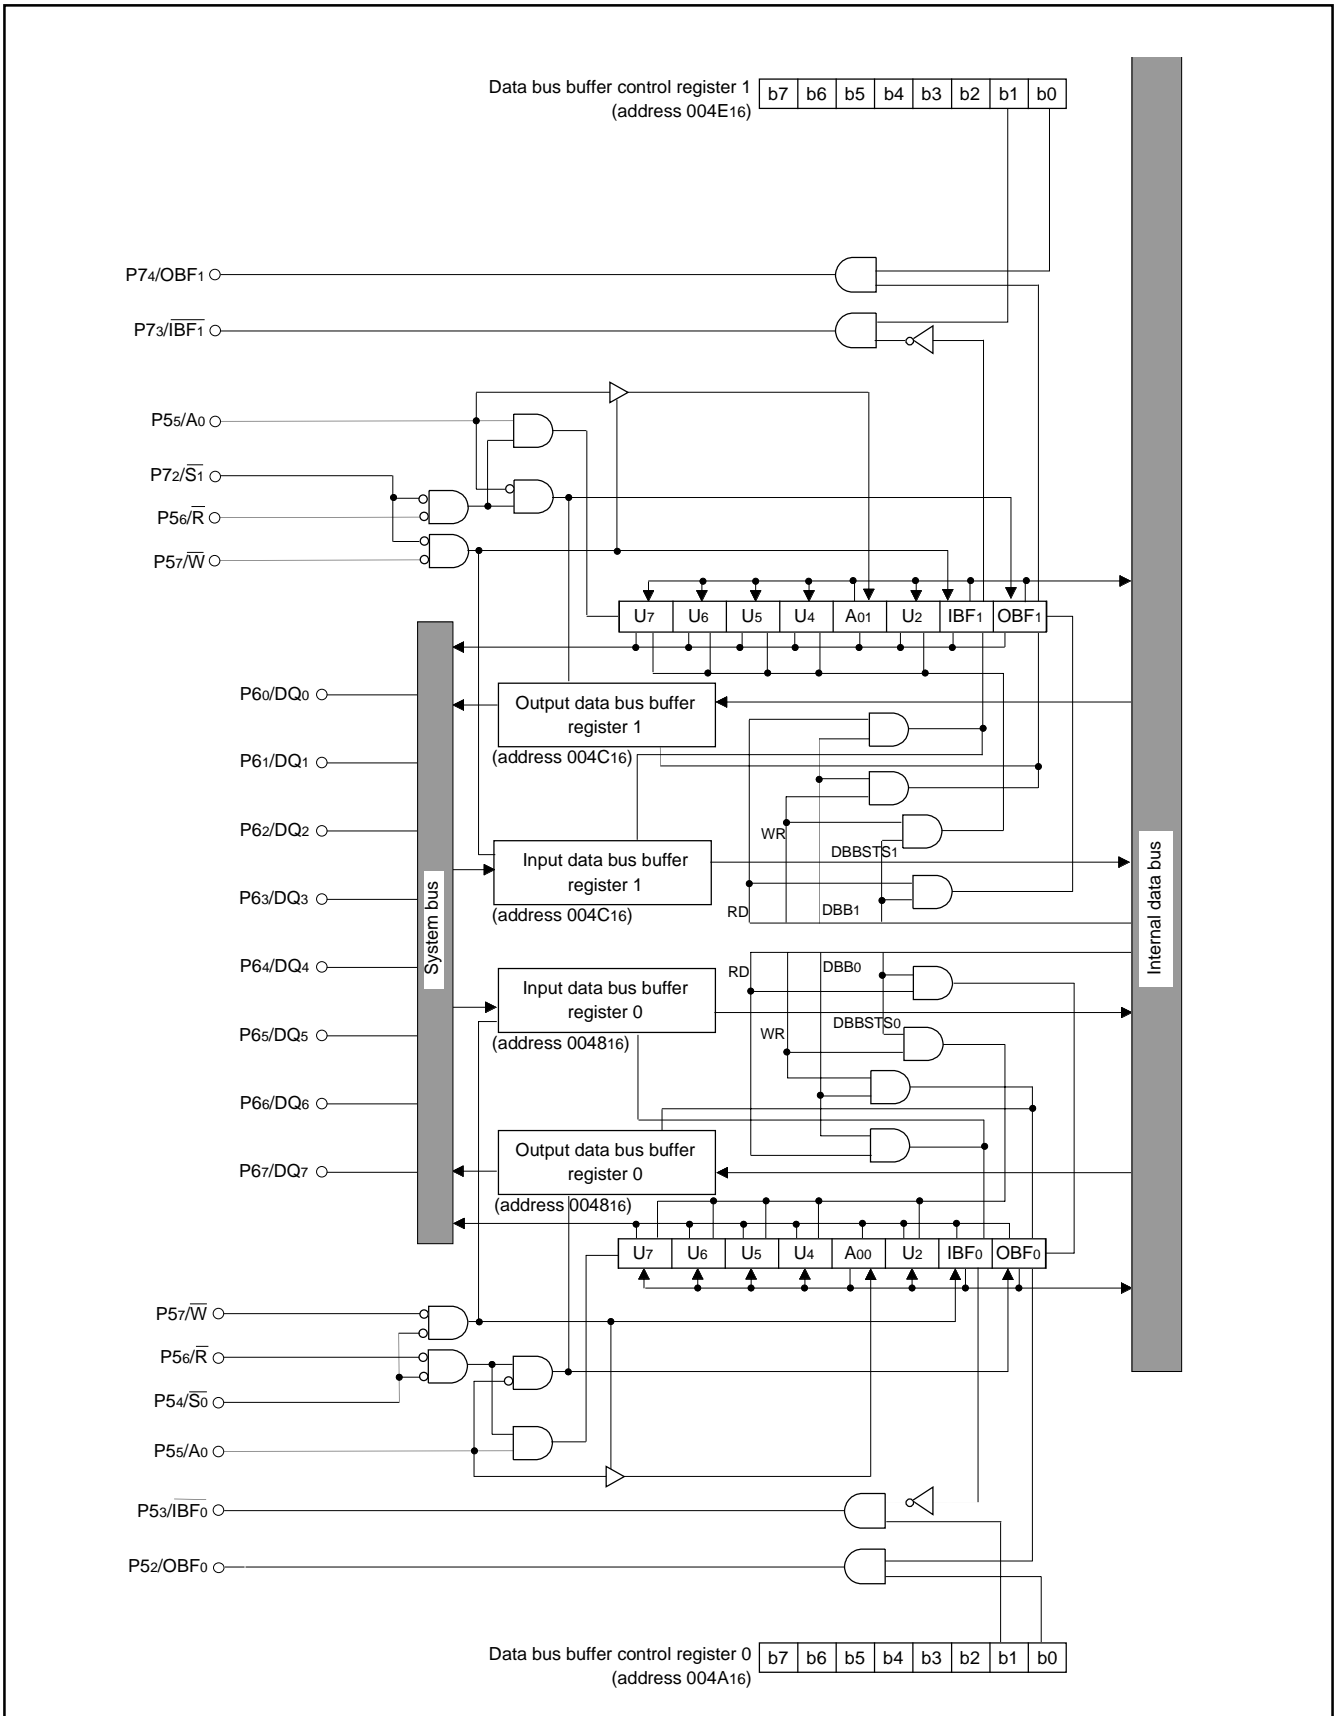 Data bus buffer control register 1
(address 004E16)
b7 b6 b5 b4 b3 b2 b1 b0
P74/OBF1
P73/IBF1
P55/A0
P72/S1
P56/R
P57/W
U7 U6 U5 U4 A01 U2 IBF1 OBF1
P60/DQ0
P61/DQ1
P62/DQ2
P63/DQ3
P64/DQ4
P65/DQ5
P66/DQ6
P67/DQ7
System bus
Output data bus buffer
register 1
(address 004C16)
Input data bus buffer
register 1
(address 004C16)
WR
DBBSTS1
RD
DBB1
Internal data bus
RD
DBB0
WR
DBBSTS0
Input data bus buffer
register 0
(address 004816)
Output data bus buffer
register 0
(address 004816)
U7 U6 U5 U4 A00 U2 IBF0 OBF0
P57/W
P56/R
P54/S0
P55/A0
P53/IBF0
P52/OBF0
Data bus buffer control register 0
(address 004A16)
b7 b6 b5 b4 b3 b2 b1 b0